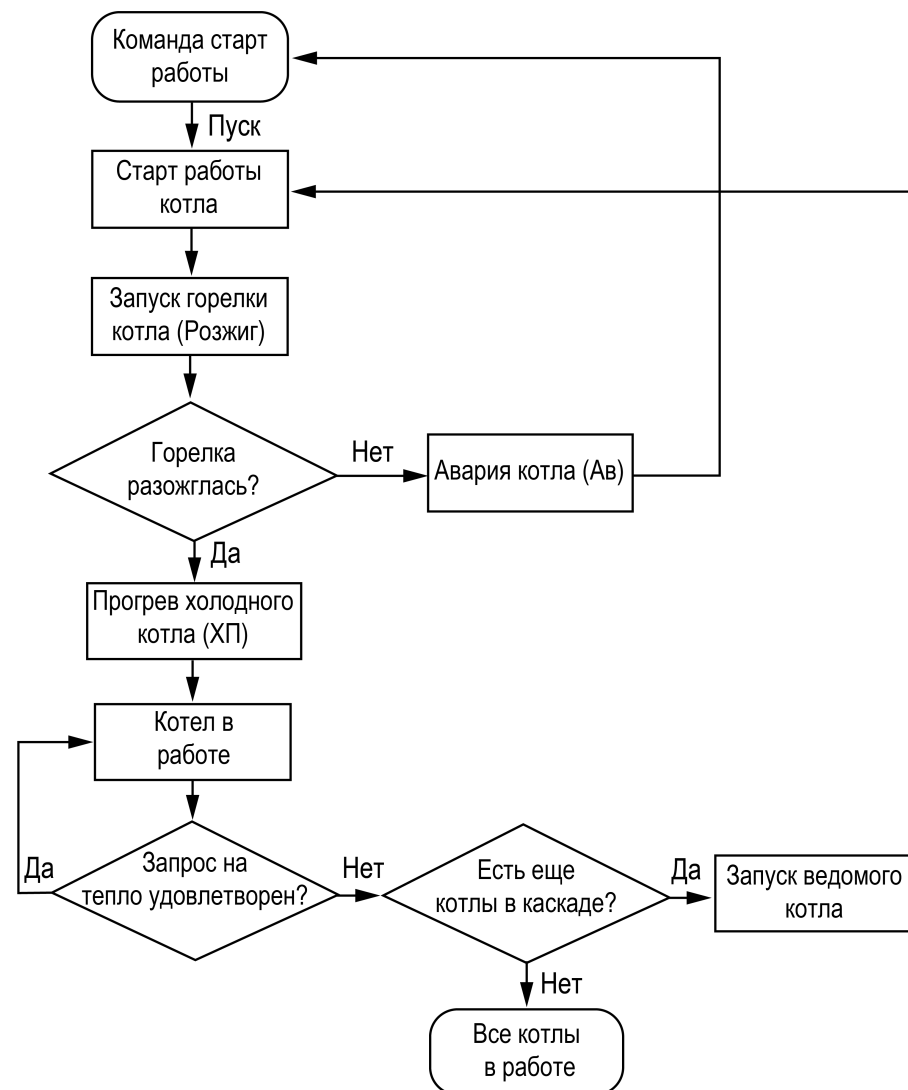 Команда старт
работы
Пуск
Старт работы
котла
Запуск горелки
котла (Розжиг)
Горелка
разожглась?
Нет
Авария котла (Ав)
Да
Прогрев холодного
котла (ХП)
Котел в
работе
Запрос на
тепло удовлетворен?
Да
Нет
Есть еще
котлы в каскаде?
Да
Запуск ведомого
котла
Нет
Все котлы
в работе